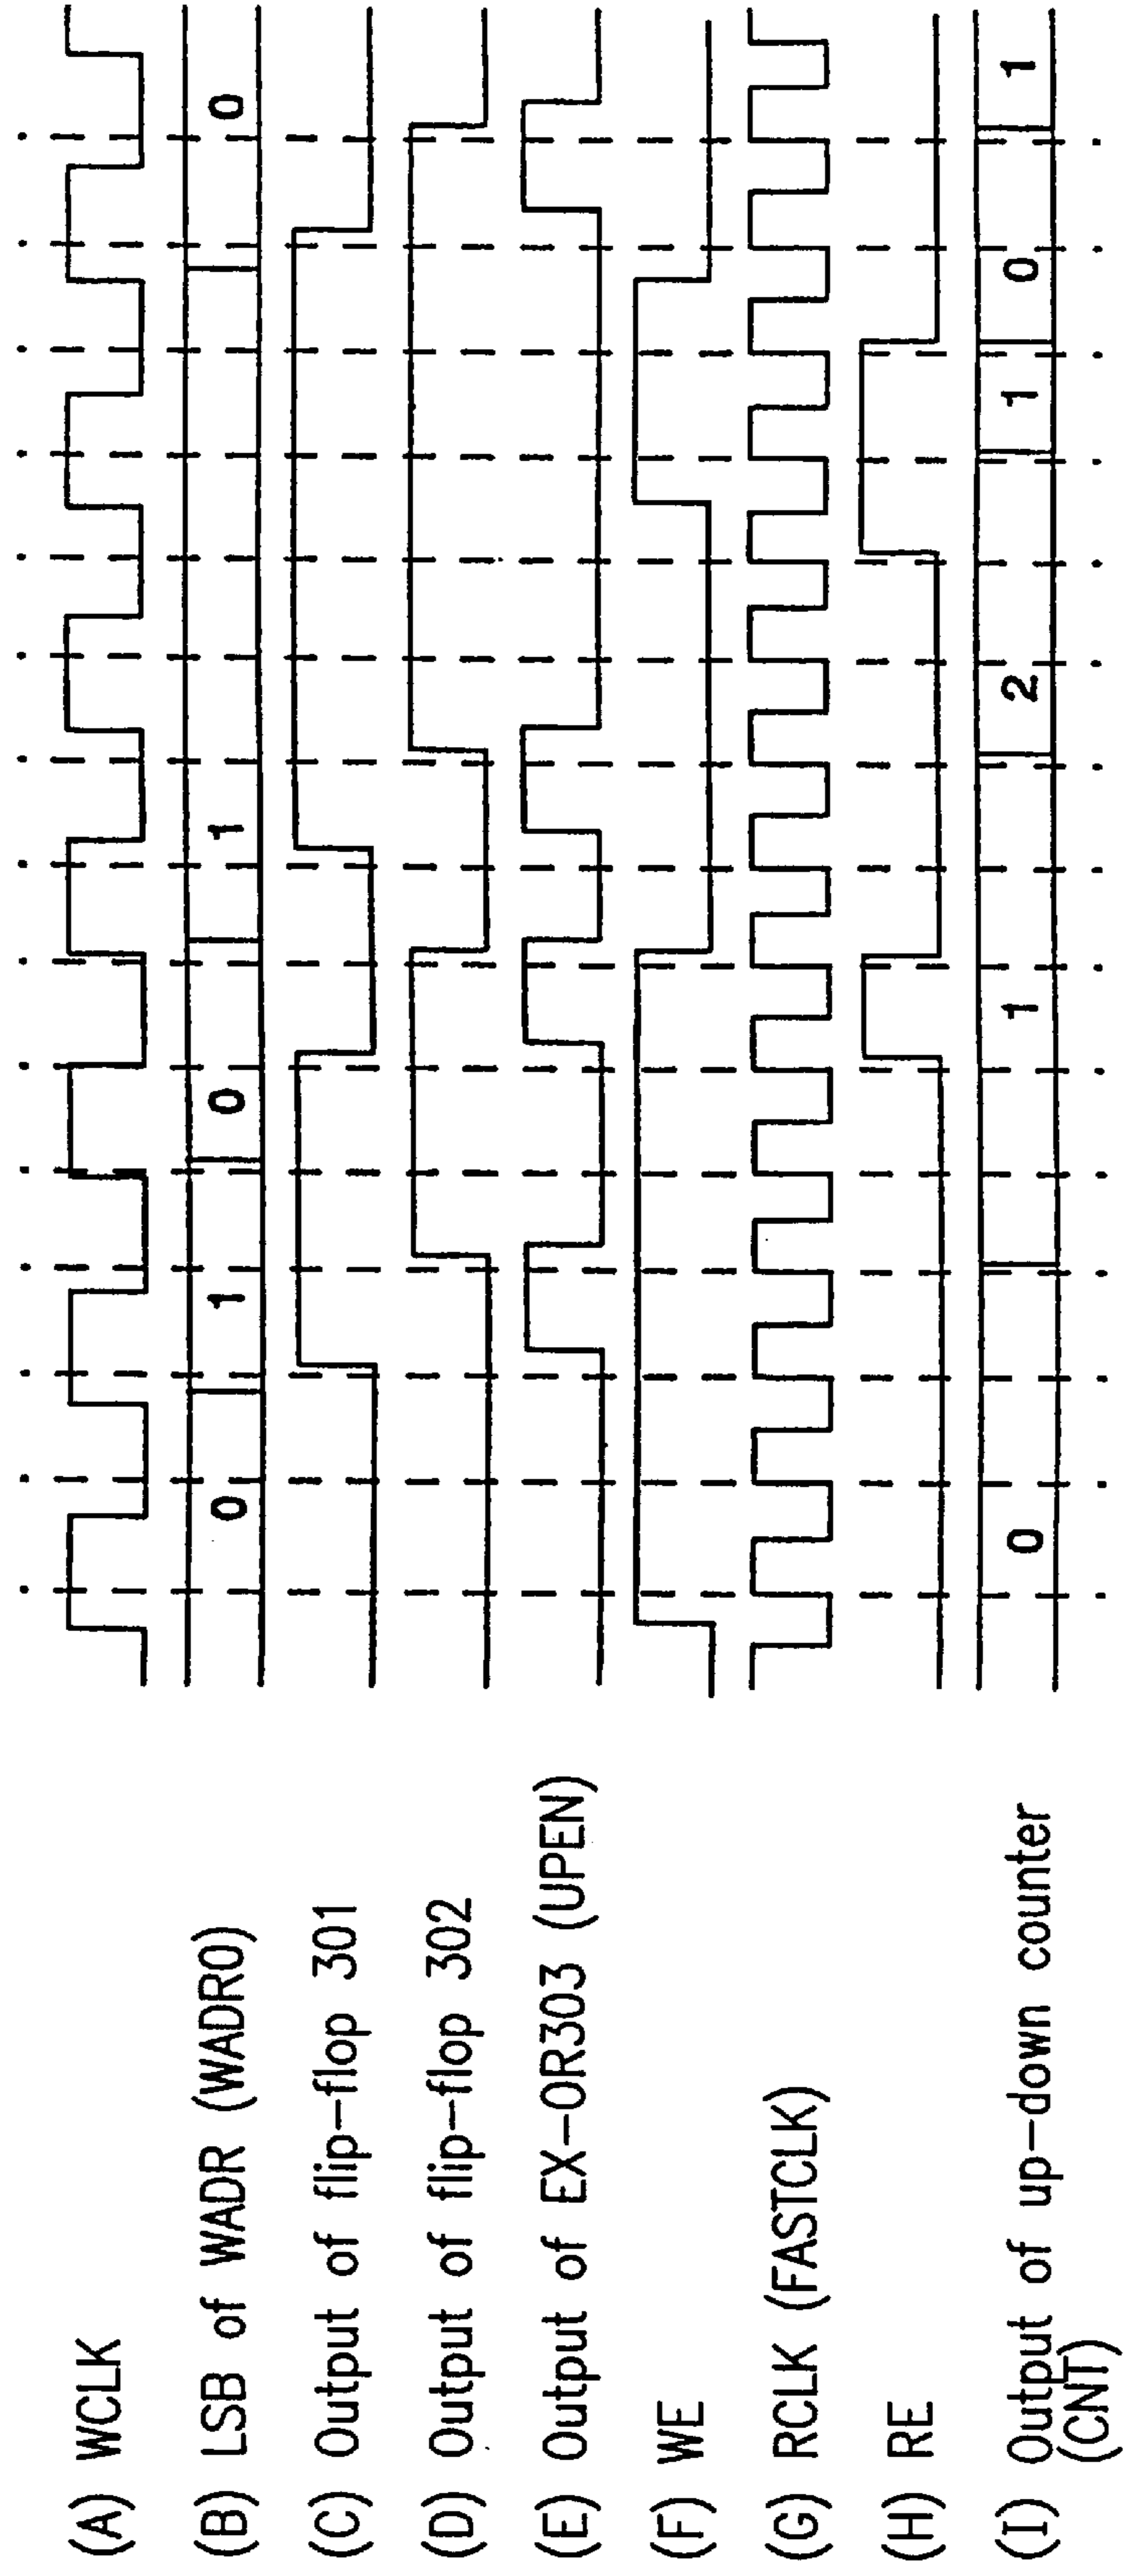 (A) WCLK
(B) LSB of WADR (WADR0)
0 1 0 1 0
(C) Output of flip-flop 301
(D) Output of flip-flop 302
(E) Output of EX-OR303 (UPEN)
(F) WE
(G) RCLK (FASTCLK)
(H) RE
(I) Output of up-down counter
(CNT)
0 1 2 1 0 1